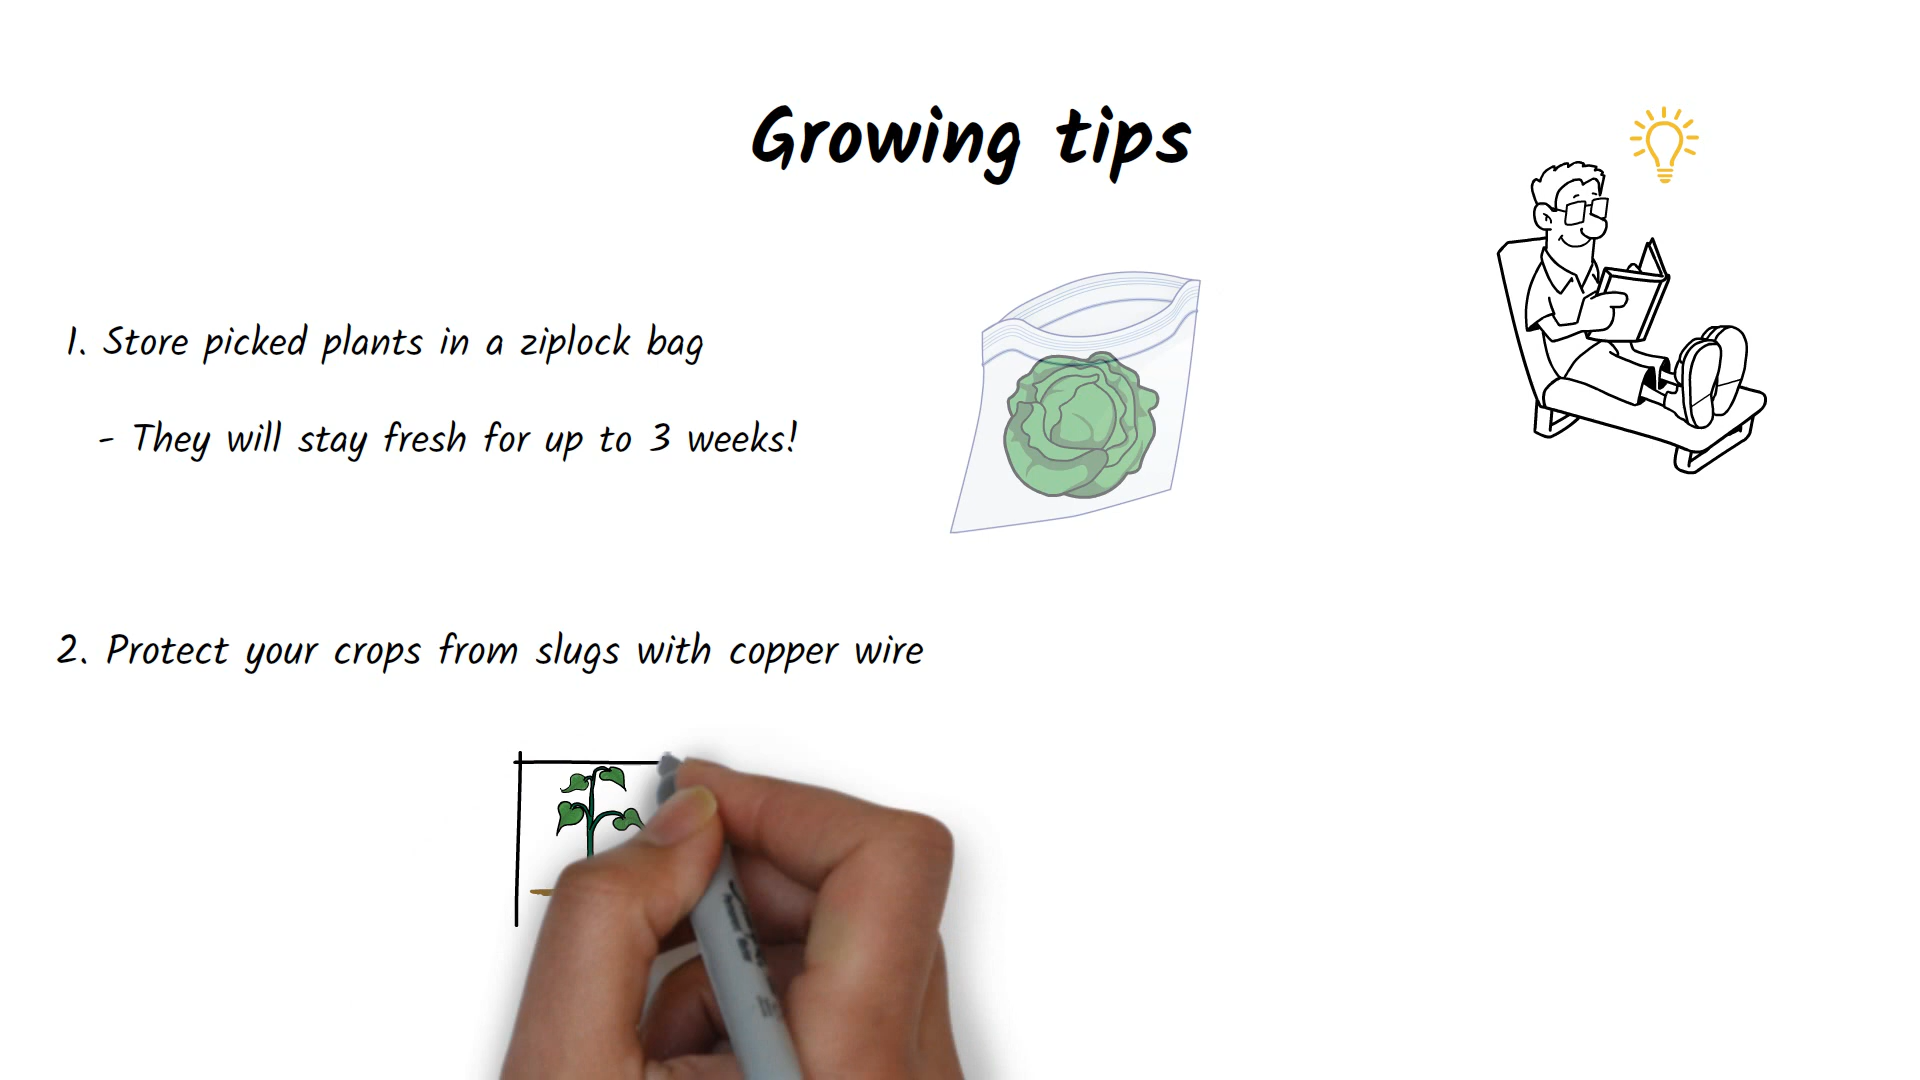 Growing tips
1. Store picked plants in a ziplock bag
- They will stay fresh for up to 3 weeks!
2. Protect your crops from slugs with copper wire